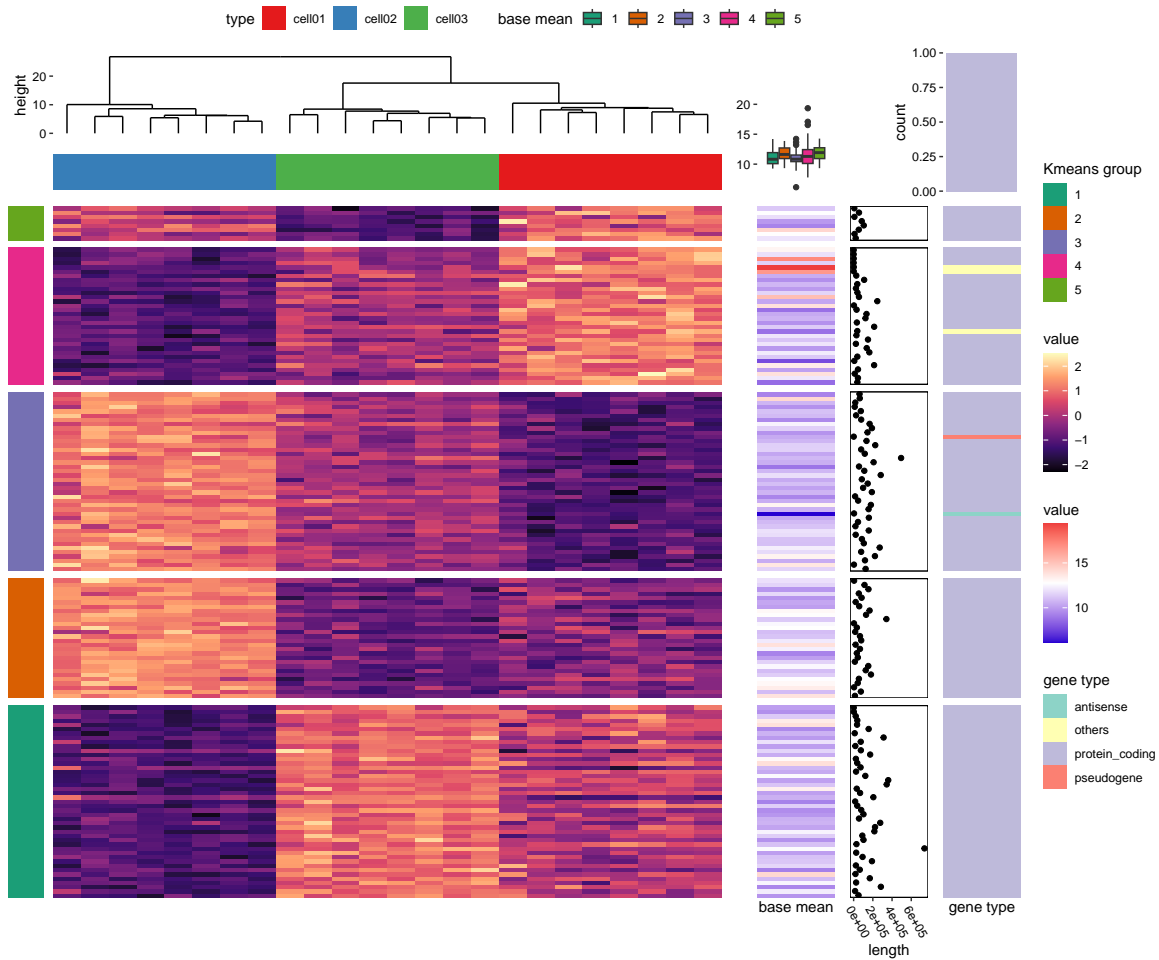 type cell01 cell02 cell03 base mean 1 2 3 4 5
height
20
10
0
20
15
10
count
1.00
0.75
0.50
0.25
0.00
Kmeans group
1
2
3
4
5
value
2
1
0
−1
−2
value
15
10
gene type
antisense
others
protein_coding
pseudogene
base mean
0e+00
2e+05
4e+05
6e+05
length
gene type